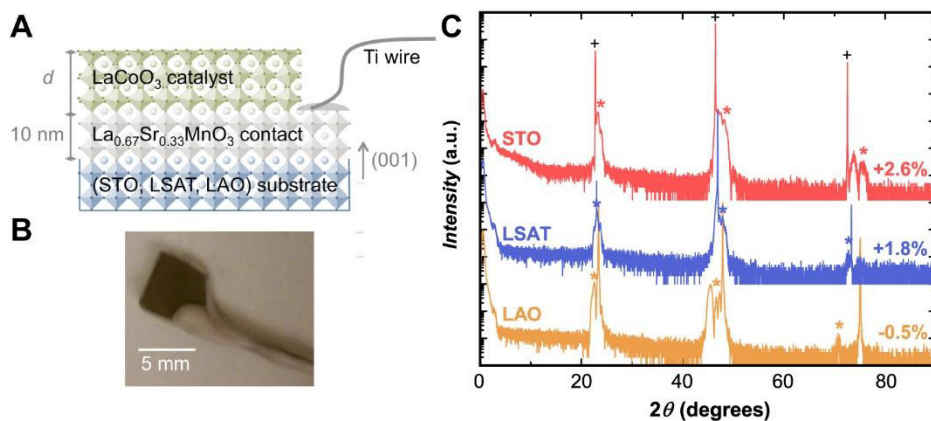 A
d
10 nm
LaCoO₃ catalyst
La₀.₆₇Sr₀.₃₃MnO₃ contact
(STO, LSAT, LAO) substrate
Ti wire
(001)
B
5 mm
C
Intensity (a.u.)
+ + +
STO * * * +2.6%
LSAT * * * +1.8%
LAO * * * -0.5%
0 20 40 60 80
2θ (degrees)